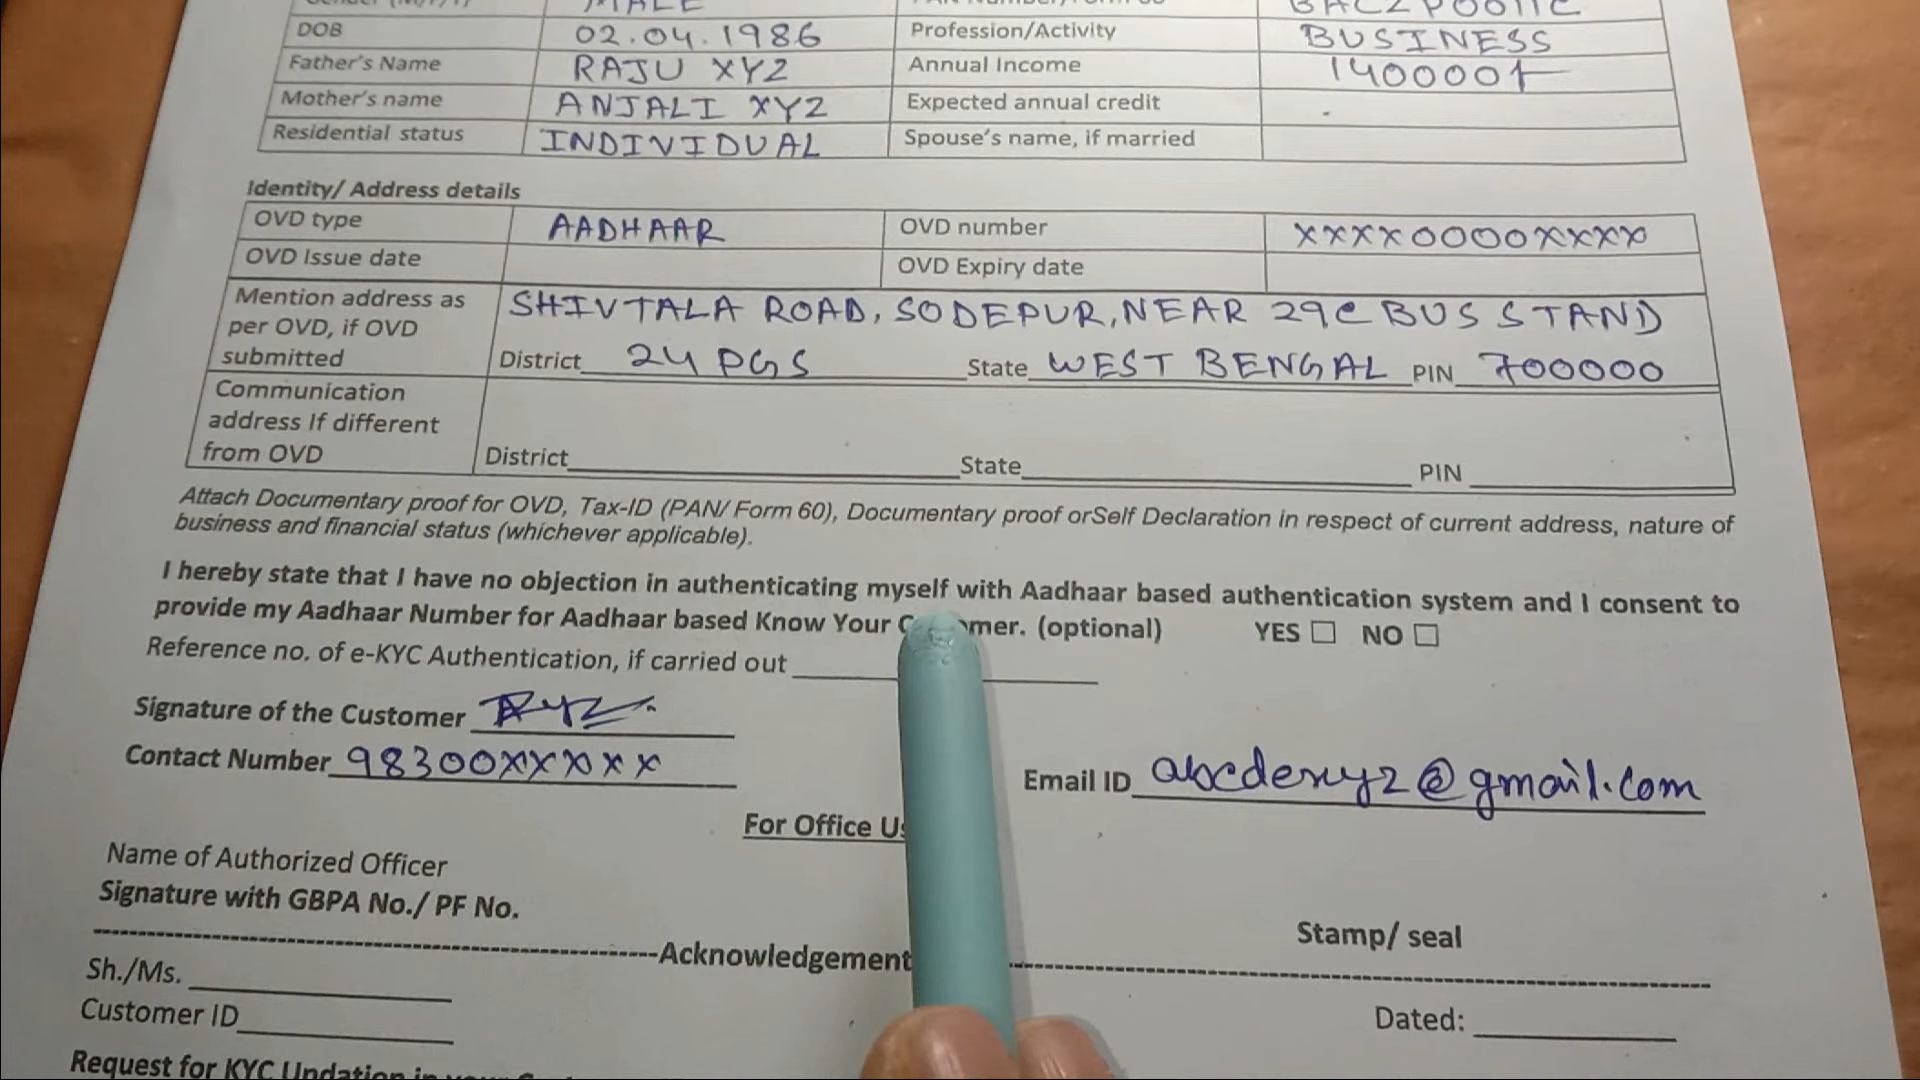 MALE
DOB 02.04.1986 Profession/Activity BUSINESS
Father's Name RAJU XYZ Annual Income
Mother's name ANJALI XYZ Expected annual credit -
Residential status INDIVIDUAL Spouse's name, if married
Identity/ Address details
OVD type AADHAAR OVD number XXXX0000XXXX
OVD Issue date OVD Expiry date
Mention address as per OVD, if OVD submitted
SHIVTALA ROAD, SODEPUR, NEAR 29C BUS STAND
District 24 PGS State WEST BENGAL PIN 700000
Communication address If different from OVD
District State PIN
Attach Documentary proof for OVD, Tax-ID (PAN/ Form 60), Documentary proof orSelf Declaration in respect of current address, nature of
business and financial status (whichever applicable).
I hereby state that I have no objection in authenticating myself with Aadhaar based authentication system and I consent to
provide my Aadhaar Number for Aadhaar based Know Your (optional) YES NO
Reference no. of e-KYC Authentication, if carried out
Signature of the Customer
Contact Number 98300XXXXX
Email ID abcdexyz@gmail.com
For Office
Name of Authorized Officer
Signature with GBPA No./ PF No.
Stamp/ seal
Acknowledgement
Sh./Ms.
Customer ID
Dated:
Request for KYC Updation in